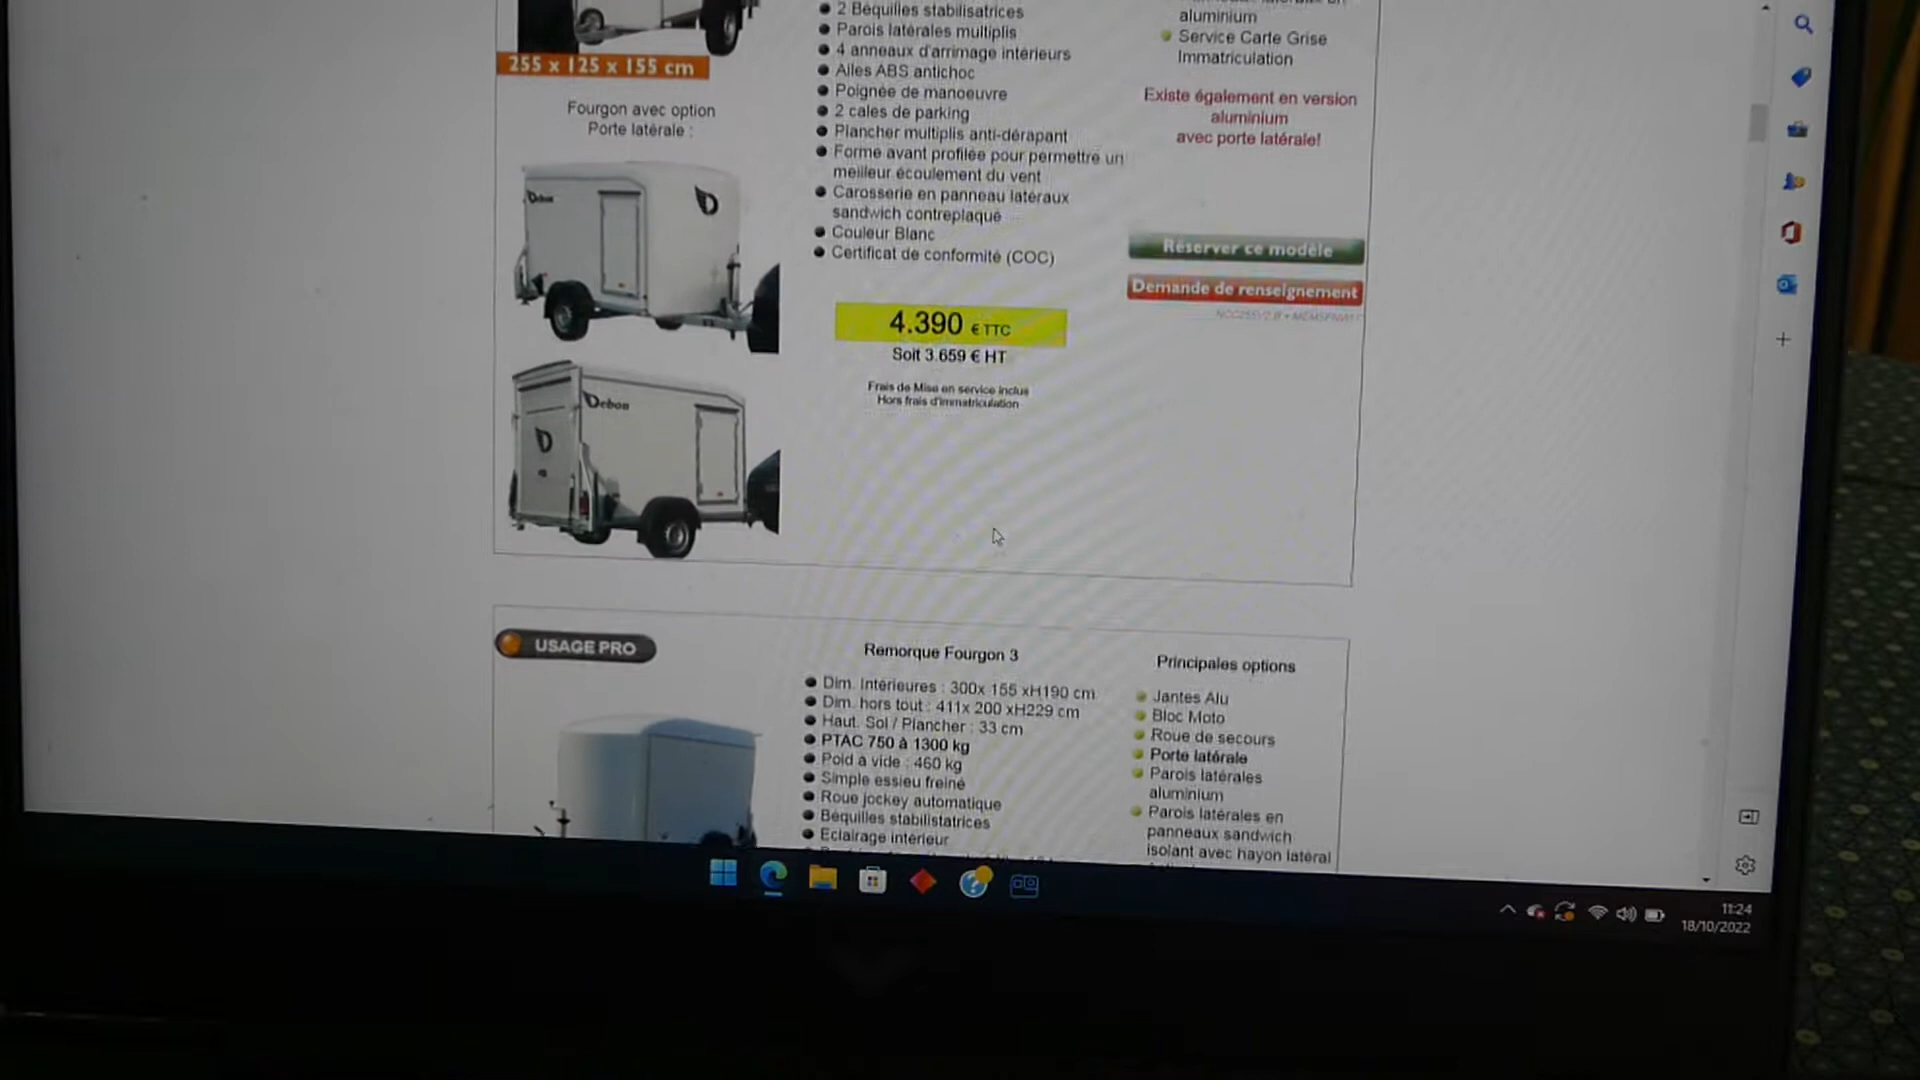 255 x 125 x 155 cm
Fourgon avec option
Porte latérale :
Debon
Debon
2 Béquilles stabilisatrices
Parois latérales multiplis
4 anneaux d'arrimage intérieurs
Ailes ABS antichoc
Poignée de manoeuvre
2 cales de parking
Plancher multiplis anti-dérapant
Forme avant profilée pour permettre un
meilleur écoulement du vent
Carosserie en panneau latéraux
sandwich contreplaqué
Couleur Blanc
Certificat de conformité (COC)
4.390 € TTC
Soit 3.659 € HT
Frais de Mise en service inclus
Hors frais d'immatriculation
aluminium
Service Carte Grise
Immatriculation
Existe également en version
aluminium
avec porte latérale!
Réserver ce modèle
Demande de renseignement
USAGE PRO
Remorque Fourgon 3
Dim. Intérieures : 300x 155 xH190 cm
Dim. hors tout : 411x 200 xH229 cm
Haut. Sol / Plancher : 33 cm
PTAC 750 à 1300 kg
Poid à vide : 460 kg
Simple essieu freiné
Roue jockey automatique
Béquilles stabilistatrices
Eclairage intérieur
Principales options
Jantes Alu
Bloc Moto
Roue de secours
Porte latérale
Parois latérales
aluminium
Parois latérales en
panneaux sandwich
isolant avec hayon latéral
11:24
18/10/2022